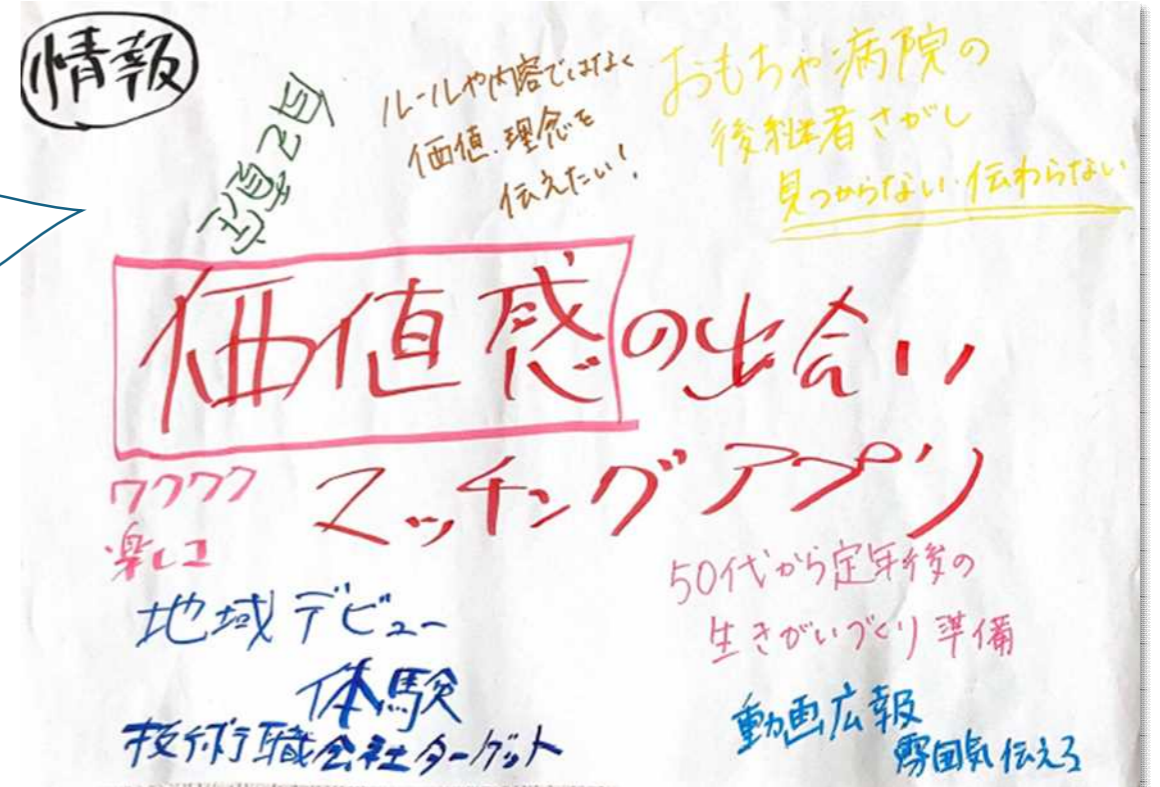 情報
ルールや内容ではなく
価値、理念を
伝えたい!
おもちゃ病院の
後継者さがし
見つからない・伝わらない
価値感の出会い
マッチングアプリ
ワクワク
楽しさ
地域デビュー
体験
技術職会社ターゲット
50代から定年後の
生きがいづくり準備
動画広報
雰囲気伝える